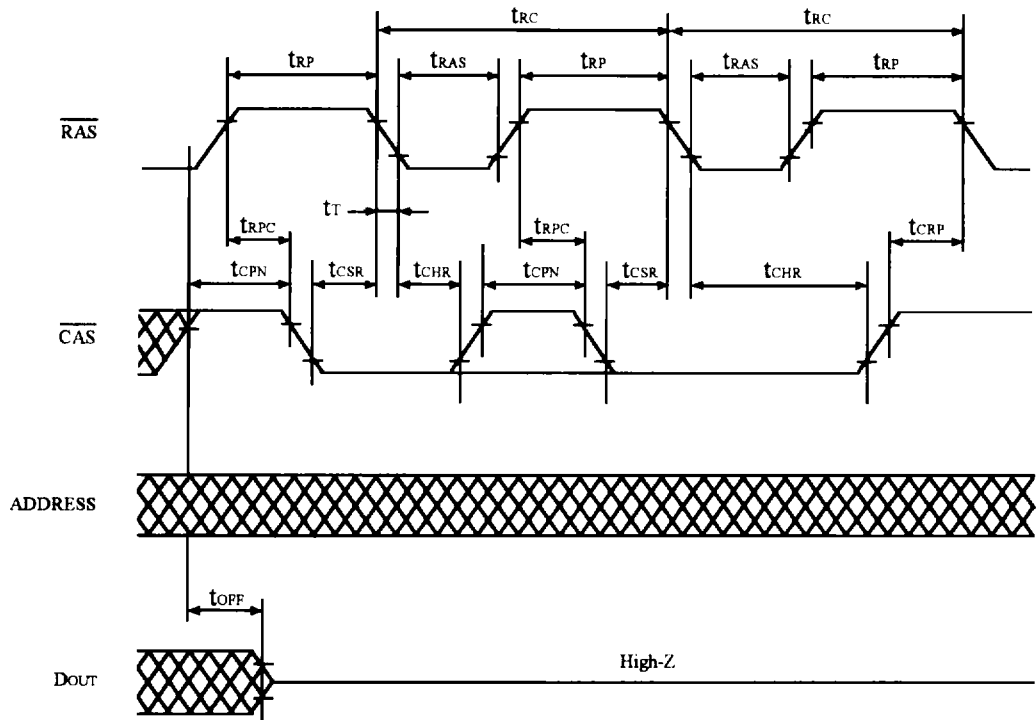 tRC tRC
tRP tRAS tRP tRAS tRP
RAS
tT
tRPC tRPC tCRP
tCPN tCSR tCHR tCPN tCSR tCHR
CAS
ADDRESS
tOFF
DOUT High-Z